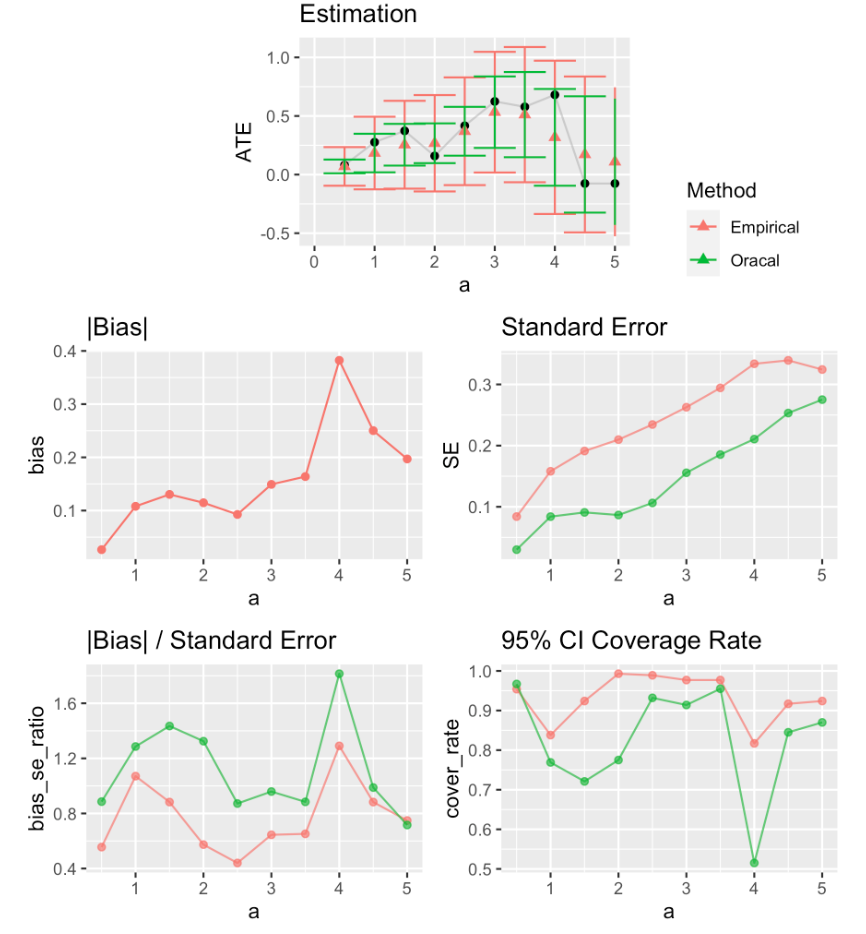 Estimation
ATE
1.0
0.5
0.0
-0.5
0 1 2 3 4 5
a
Method
Empirical
Oracal
|Bias|
bias
0.4
0.3
0.2
0.1
1 2 3 4 5
a
Standard Error
SE
0.3
0.2
0.1
1 2 3 4 5
a
|Bias| / Standard Error
bias_se_ratio
1.6
1.2
0.8
0.4
1 2 3 4 5
a
95% CI Coverage Rate
cover_rate
1.0
0.9
0.8
0.7
0.6
0.5
1 2 3 4 5
a